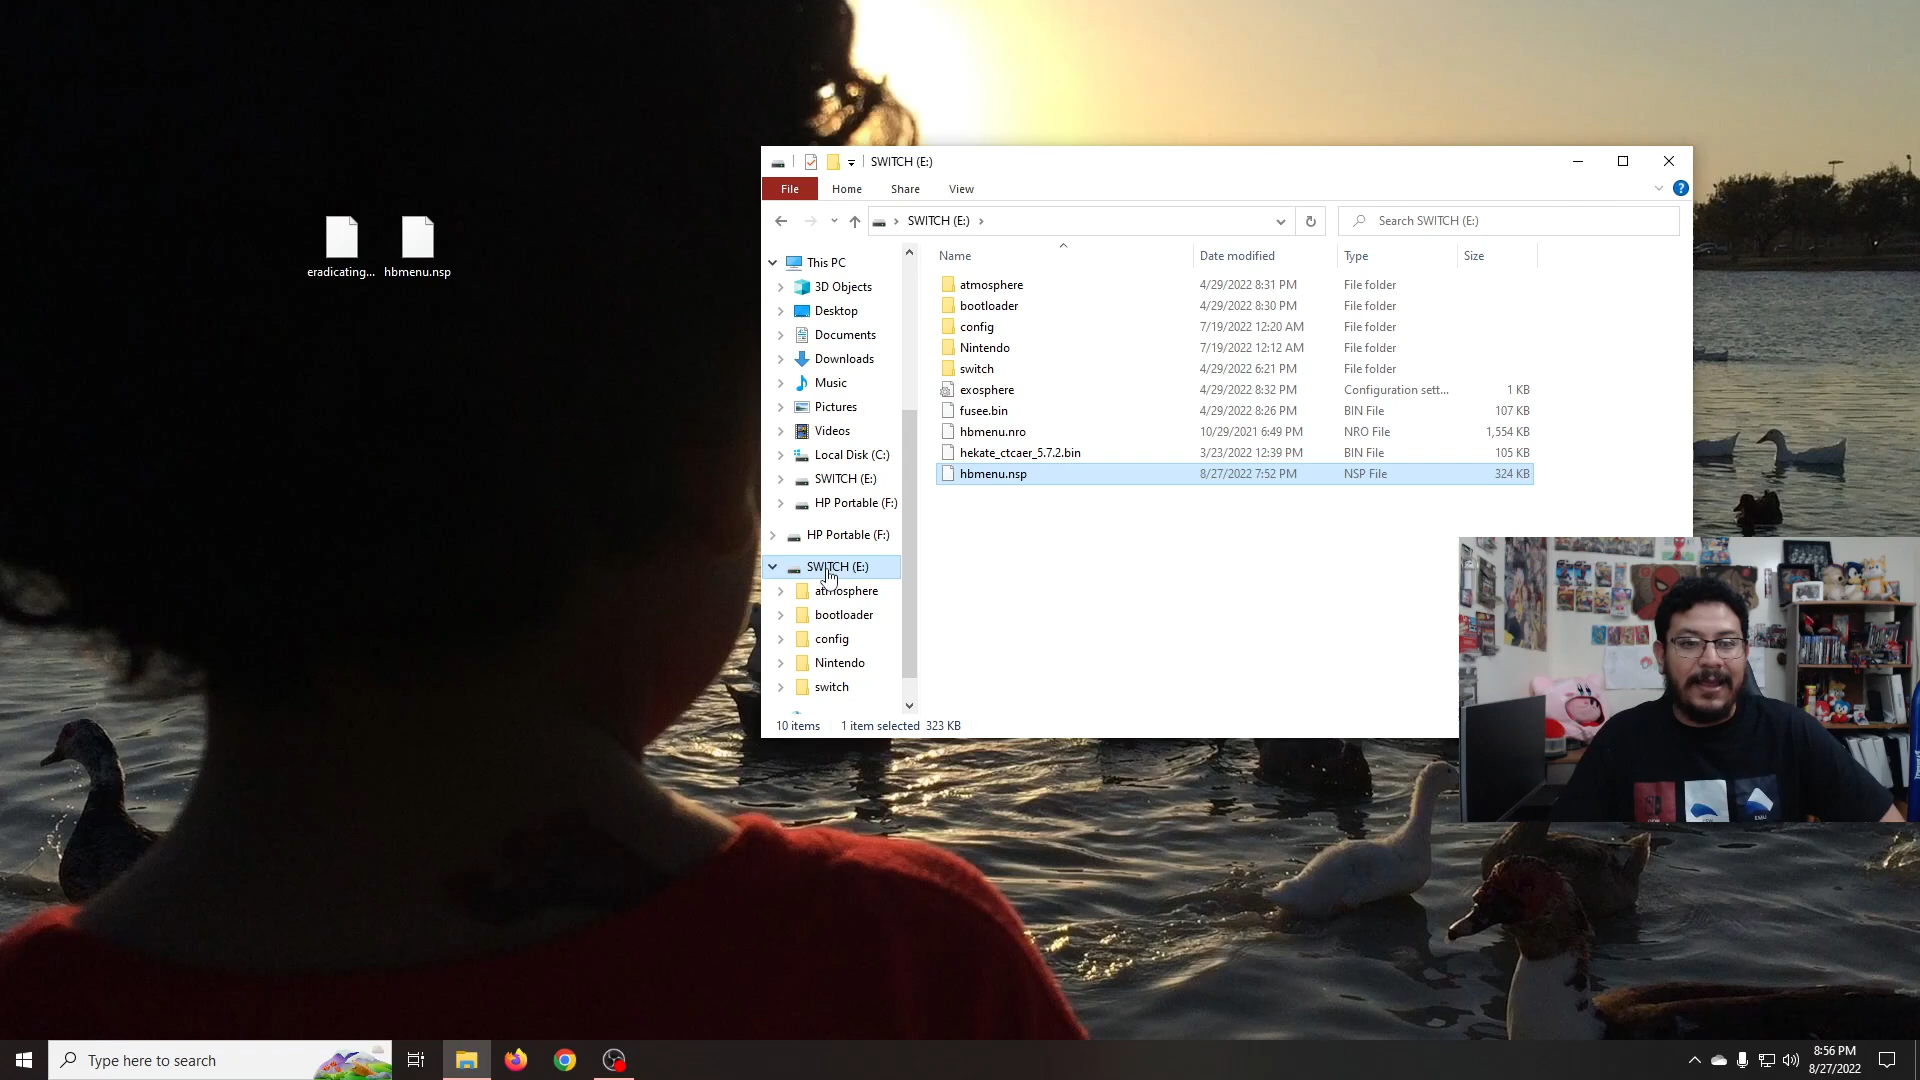 eradicating...
hbmenu.nsp
SWITCH (E:)
File
Home
Share
View
SWITCH (E:)
Search SWITCH (E:)
This PC
3D Objects
Desktop
Documents
Downloads
Music
Pictures
Videos
Local Disk (C:)
SWITCH (E:)
HP Portable (F:)
HP Portable (F:)
SWITCH (E:)
atmosphere
bootloader
config
Nintendo
switch
Name Date modified Type Size
atmosphere 4/29/2022 8:31 PM File folder
bootloader 4/29/2022 8:30 PM File folder
config 7/19/2022 12:20 AM File folder
Nintendo 7/19/2022 12:12 AM File folder
switch 4/29/2022 6:21 PM File folder
exosphere 4/29/2022 8:32 PM Configuration sett... 1 KB
fusee.bin 4/29/2022 8:26 PM BIN File 107 KB
hbmenu.nro 10/29/2021 6:49 PM NRO File 1,554 KB
hekate_ctcaer_5.7.2.bin 3/23/2022 12:39 PM BIN File 105 KB
hbmenu.nsp 8/27/2022 7:52 PM NSP File 324 KB
10 items 1 item selected 323 KB
EMU
Type here to search
8:56 PM
8/27/2022